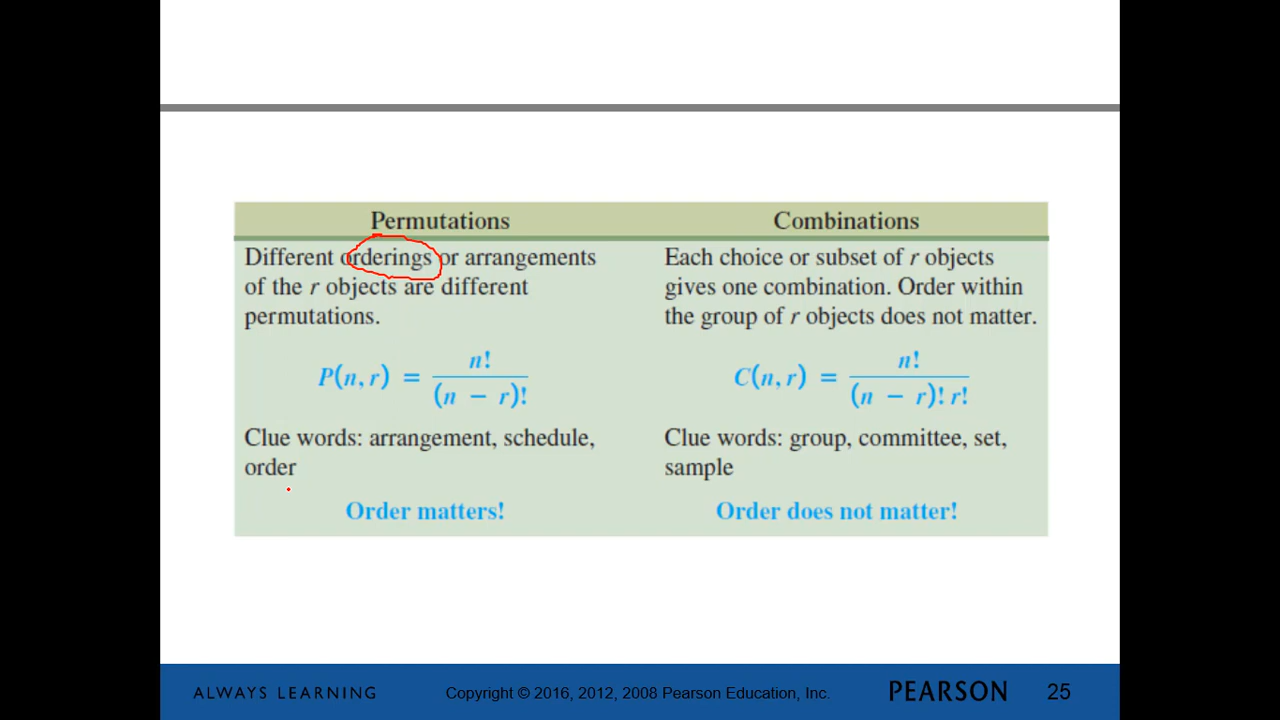 Permutations
Different orderings or arrangements
of the r objects are different
permutations.
P(n, r) = n! / (n − r)!
Clue words: arrangement, schedule,
order
Order matters!
Combinations
Each choice or subset of r objects
gives one combination. Order within
the group of r objects does not matter.
C(n, r) = n! / (n − r)! r!
Clue words: group, committee, set,
sample
Order does not matter!
ALWAYS LEARNING
Copyright © 2016, 2012, 2008 Pearson Education, Inc.
PEARSON
25